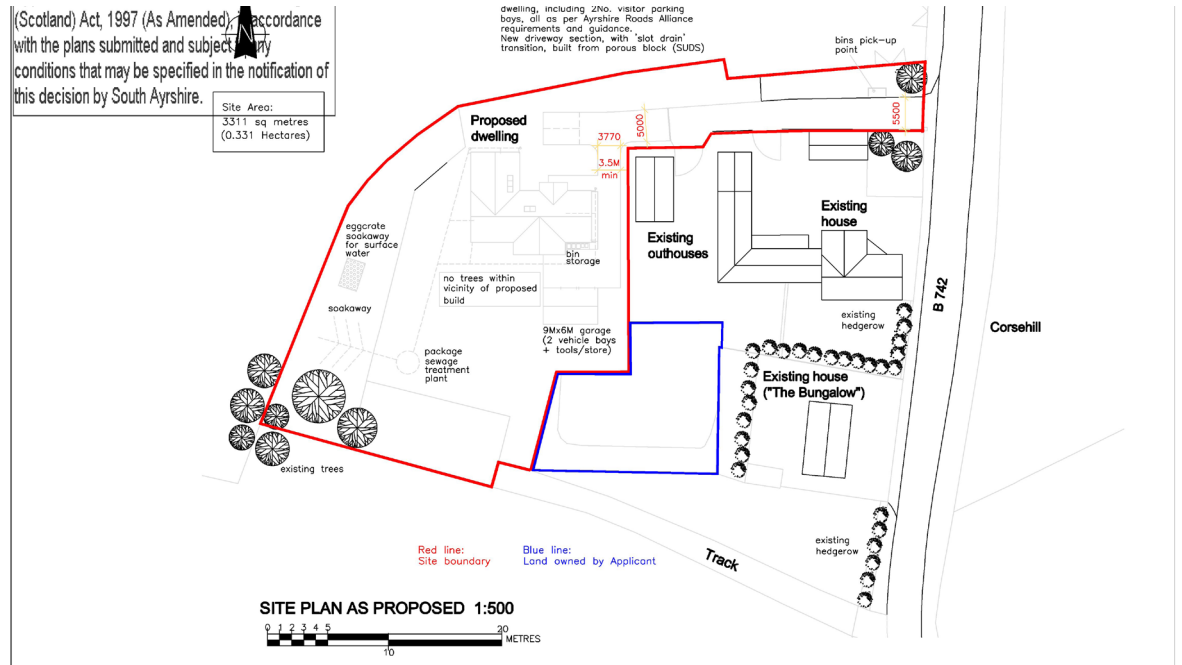 (Scotland) Act, 1997 (As Amended), in accordance
with the plans submitted and subject to any
conditions that may be specified in the notification of
this decision by South Ayrshire.
Site Area:
3311 sq metres
(0.331 Hectares)
dwelling, including 2No. visitor parking
bays, all as per Ayrshire Roads Alliance
requirements and guidance.
New driveway section, with 'slot drain'
transition, built from porous block (SUDS)
bins pick-up
point
Proposed
dwelling
5000
5500
3770
3.5M
min
Existing
house
Existing
outhouses
eggcrate
soakaway
for surface
water
bin
storage
no trees within
vicinity of proposed
build
soakaway
9Mx6M garage
(2 vehicle bays
+ tools/store)
package
sewage
treatment
plant
existing
hedgerow
B 742
Corsehill
Existing house
("The Bungalow")
existing trees
existing
hedgerow
Track
Red line:
Site boundary
Blue line:
Land owned by Applicant
SITE PLAN AS PROPOSED 1:500
0 1 2 3 4 5 20
METRES
10